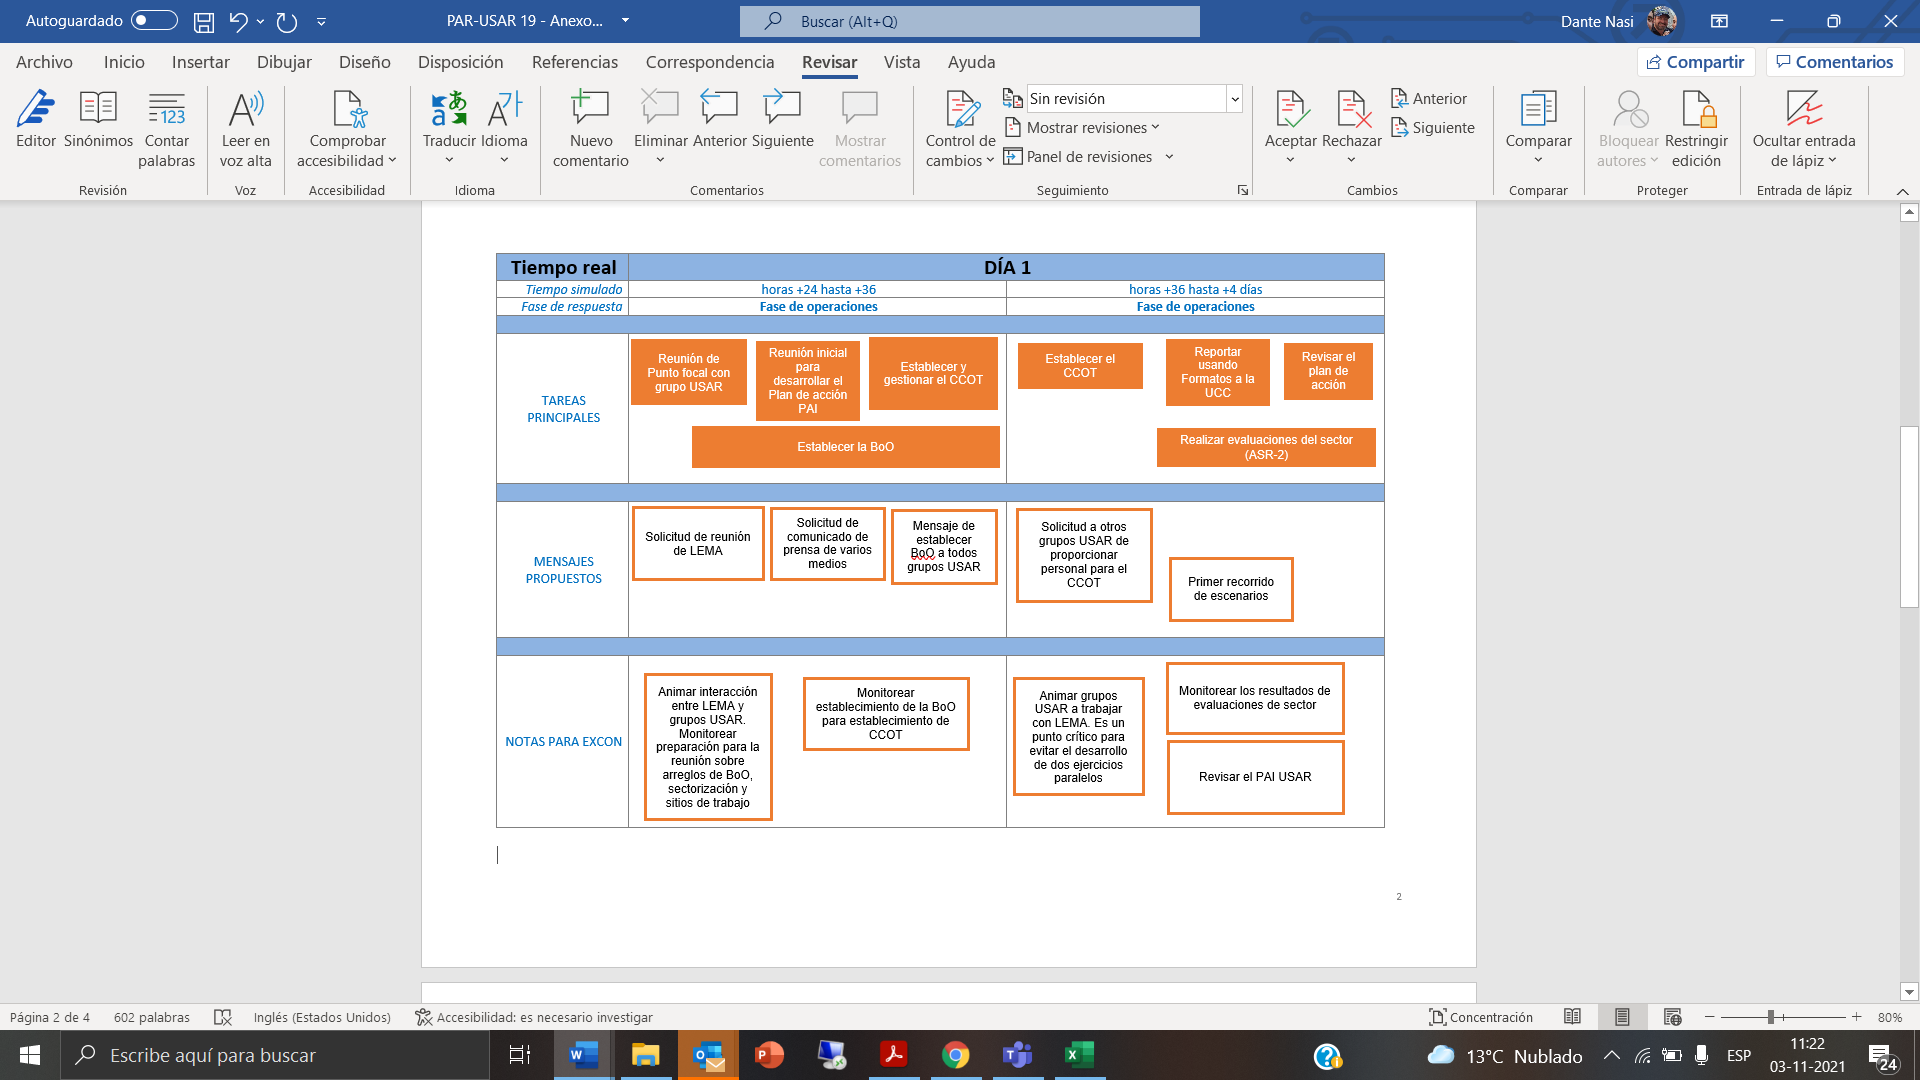 Autoguardado
PAR-USAR 19 - Anexo...
Buscar (Alt+Q)
Dante Nasi
Archivo
Inicio
Insertar
Dibujar
Diseño
Disposición
Referencias
Correspondencia
Revisar
Vista
Ayuda
Compartir
Comentarios
Editor
Sinónimos
Contar
palabras
Revisión
Leer en
voz alta
Voz
Comprobar
accesibilidad
Accesibilidad
Traducir
Idioma
Idioma
Nuevo
comentario
Eliminar
Anterior
Siguiente
Mostrar
comentarios
Comentarios
Control de
cambios
Sin revisión
Mostrar revisiones
Panel de revisiones
Seguimiento
Aceptar
Rechazar
Anterior
Siguiente
Cambios
Comparar
Comparar
Bloquear
autores
Restringir
edición
Proteger
Ocultar entrada
de lápiz
Entrada de lápiz
Tiempo real
DÍA 1
Tiempo simulado
horas +24 hasta +36
horas +36 hasta +4 días
Fase de respuesta
Fase de operaciones
Fase de operaciones
TAREAS
PRINCIPALES
Reunión de
Punto focal con
grupo USAR
Reunión inicial
para
desarrollar el
Plan de acción
PAI
Establecer y
gestionar el CCOT
Establecer la BoO
Establecer el
CCOT
Reportar
usando
Formatos a la
UCC
Revisar el
plan de
acción
Realizar evaluaciones del sector
(ASR-2)
MENSAJES
PROPUESTOS
Solicitud de reunión
de LEMA
Solicitud de
comunicado de
prensa de varios
medios
Mensaje de
establecer
BoO a todos
grupos USAR
Solicitud a otros
grupos USAR de
proporcionar
personal para el
CCOT
Primer recorrido
de escenarios
NOTAS PARA EXCON
Animar interacción
entre LEMA y
grupos USAR.
Monitorear
preparación para la
reunión sobre
arreglos de BoO,
sectorización y
sitios de trabajo
Monitorear
establecimiento de la BoO
para establecimiento de
CCOT
Animar grupos
USAR a trabajar
con LEMA. Es un
punto crítico para
evitar el desarrollo
de dos ejercicios
paralelos
Monitorear los resultados de
evaluaciones de sector
Revisar el PAI USAR
2
Página 2 de 4
602 palabras
Inglés (Estados Unidos)
Accesibilidad: es necesario investigar
Concentración
80%
Escribe aquí para buscar
13°C Nublado
ESP
11:22
03-11-2021
24